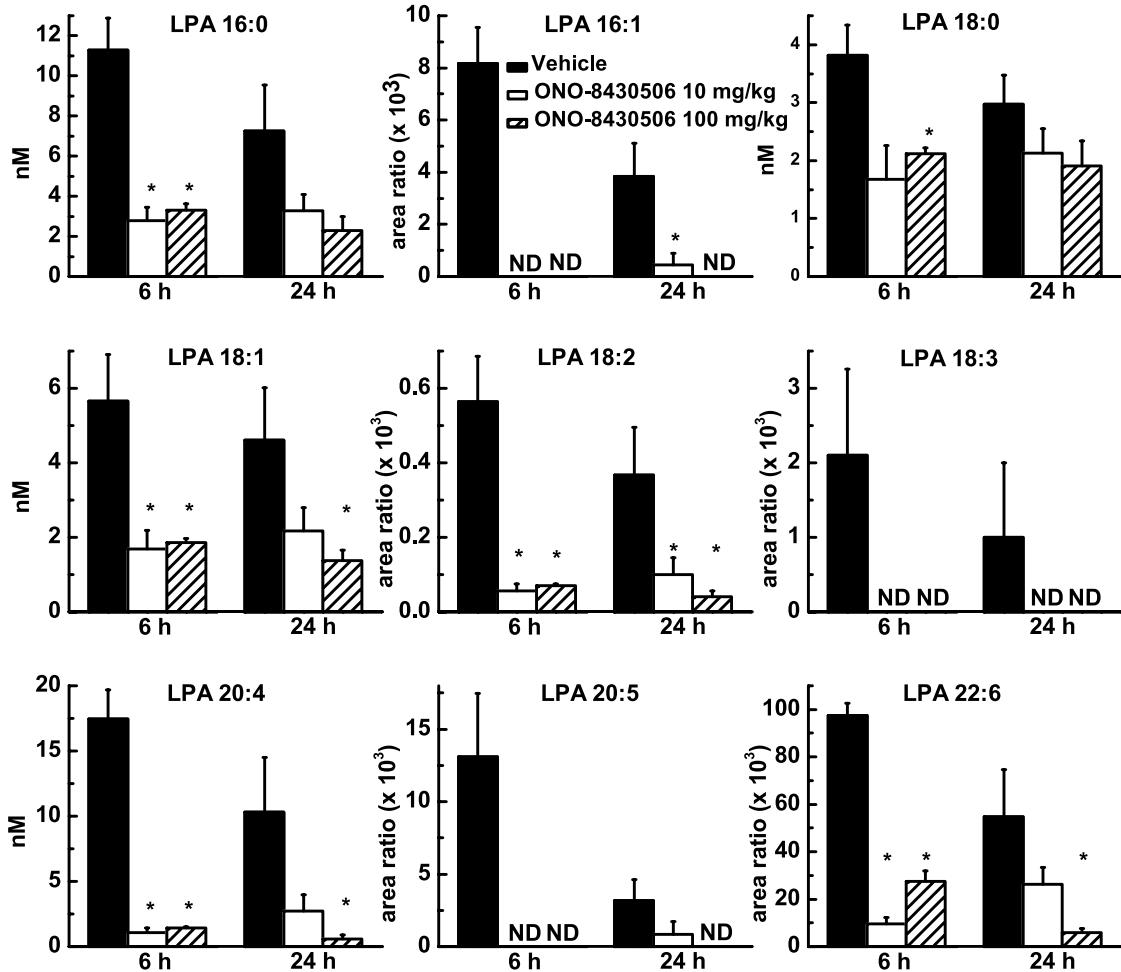 LPA 16:0
nM
12
10
8
6
4
2
0
* *
6 h 24 h
LPA 16:1
area ratio (x 10³)
10
8
6
4
2
0
Vehicle
ONO-8430506 10 mg/kg
ONO-8430506 100 mg/kg
ND ND * ND
6 h 24 h
LPA 18:0
nM
4
3
2
1
0
*
6 h 24 h
LPA 18:1
nM
6
4
2
0
* * *
6 h 24 h
LPA 18:2
area ratio (x 10³)
0.6
0.4
0.2
0.0
* * * *
6 h 24 h
LPA 18:3
area ratio (x 10³)
3
2
1
0
ND ND ND ND
6 h 24 h
LPA 20:4
nM
20
15
10
5
0
* * *
6 h 24 h
LPA 20:5
area ratio (x 10³)
15
10
5
0
ND ND ND
6 h 24 h
LPA 22:6
area ratio (x 10³)
100
80
60
40
20
0
* * *
6 h 24 h